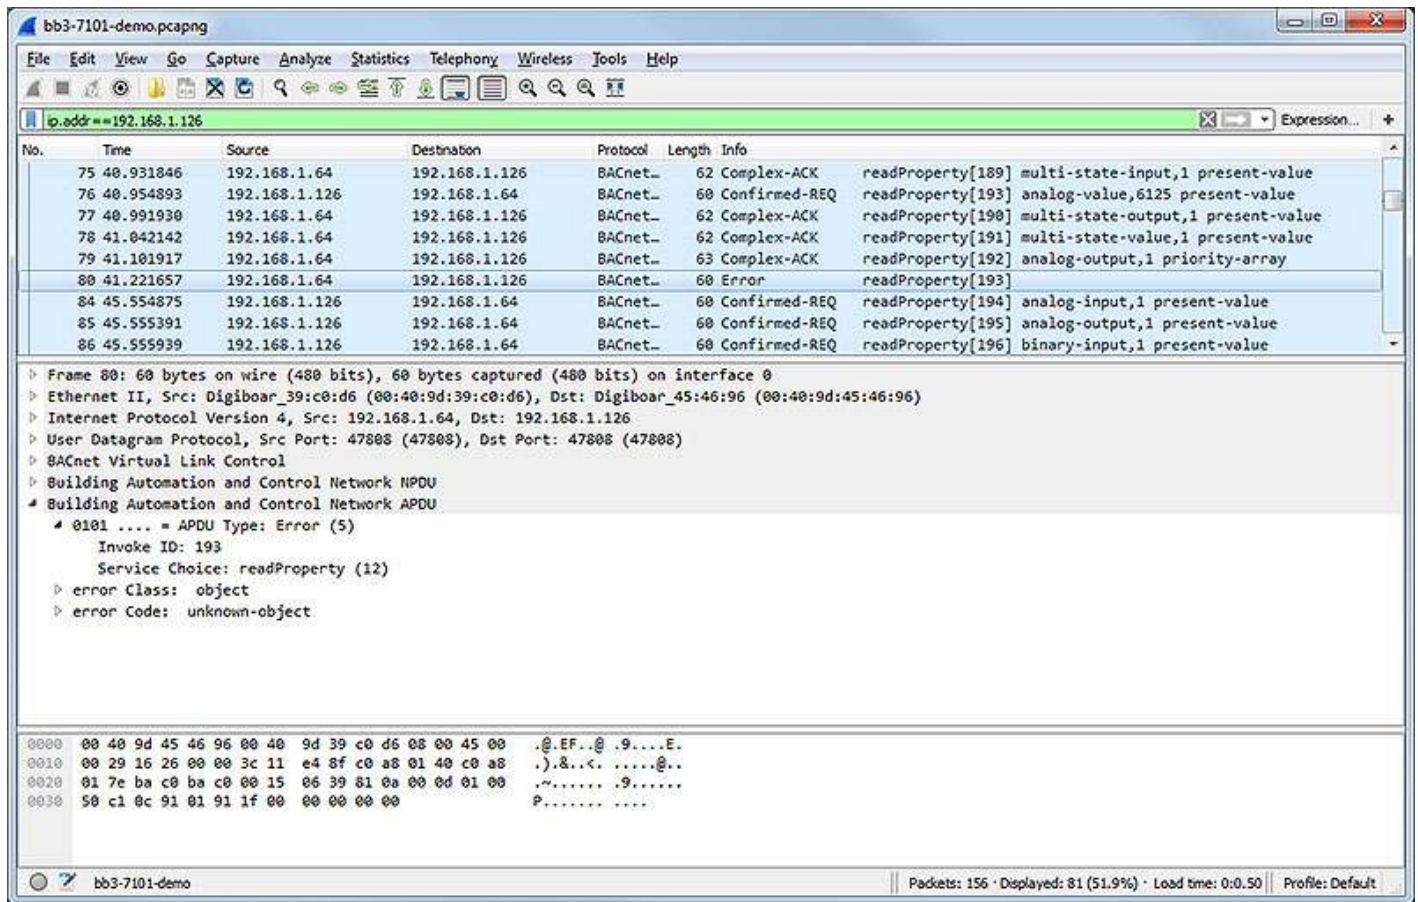 bb3-7101-demo.pcapng
File Edit View Go Capture Analyze Statistics Telephony Wireless Tools Help
ip.addr==192.168.1.126 Expression... +
No. Time Source Destination Protocol Length Info
75 40.931846 192.168.1.64 192.168.1.126 BACnet… 62 Complex-ACK readProperty[189] multi-state-input,1 present-value
76 40.954893 192.168.1.126 192.168.1.64 BACnet… 60 Confirmed-REQ readProperty[193] analog-value,6125 present-value
77 40.991930 192.168.1.64 192.168.1.126 BACnet… 62 Complex-ACK readProperty[190] multi-state-output,1 present-value
78 41.042142 192.168.1.64 192.168.1.126 BACnet… 62 Complex-ACK readProperty[191] multi-state-value,1 present-value
79 41.101917 192.168.1.64 192.168.1.126 BACnet… 63 Complex-ACK readProperty[192] analog-output,1 priority-array
80 41.221657 192.168.1.64 192.168.1.126 BACnet… 60 Error readProperty[193]
84 45.554875 192.168.1.126 192.168.1.64 BACnet… 60 Confirmed-REQ readProperty[194] analog-input,1 present-value
85 45.555391 192.168.1.126 192.168.1.64 BACnet… 60 Confirmed-REQ readProperty[195] analog-output,1 present-value
86 45.555939 192.168.1.126 192.168.1.64 BACnet… 60 Confirmed-REQ readProperty[196] binary-input,1 present-value
Frame 80: 60 bytes on wire (480 bits), 60 bytes captured (480 bits) on interface 0
Ethernet II, Src: Digiboar_39:c0:d6 (00:40:9d:39:c0:d6), Dst: Digiboar_45:46:96 (00:40:9d:45:46:96)
Internet Protocol Version 4, Src: 192.168.1.64, Dst: 192.168.1.126
User Datagram Protocol, Src Port: 47808 (47808), Dst Port: 47808 (47808)
BACnet Virtual Link Control
Building Automation and Control Network NPDU
Building Automation and Control Network APDU
0101 .... = APDU Type: Error (5)
Invoke ID: 193
Service Choice: readProperty (12)
error Class: object
error Code: unknown-object
0000 00 40 9d 45 46 96 00 40 9d 39 c0 d6 08 00 45 00 .@.EF..@ .9....E.
0010 00 29 16 26 00 00 3c 11 e4 8f c0 a8 01 40 c0 a8 .).&..<. .....@..
0020 01 7e ba c0 ba c0 00 15 06 39 81 0a 00 0d 01 00 .~...... .9......
0030 50 c1 0c 91 01 91 1f 00 00 00 00 00 P....... ....
bb3-7101-demo Packets: 156 · Displayed: 81 (51.9%) · Load time: 0:0.50 Profile: Default